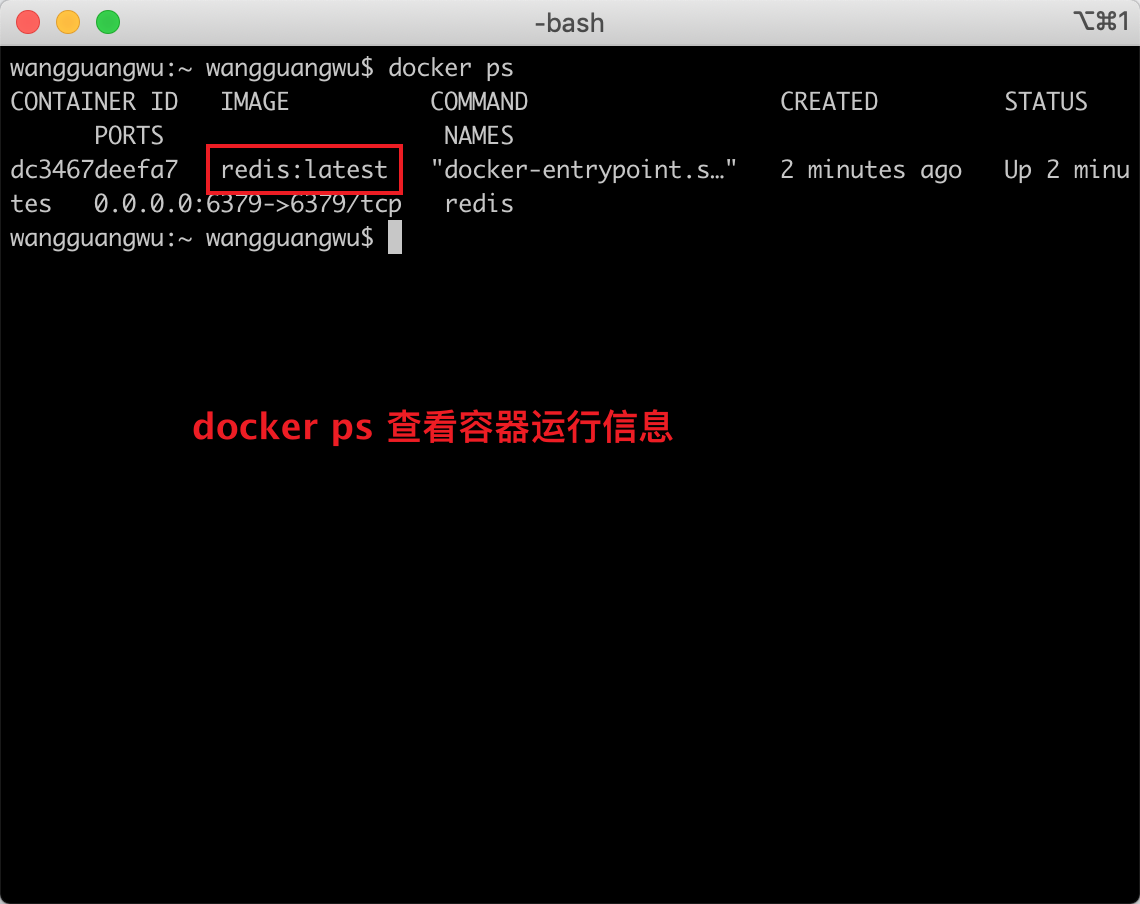 -bash
⌥⌘1
wangguangwu:~ wangguangwu$ docker ps
CONTAINER ID   IMAGE          COMMAND                  CREATED         STATUS
      PORTS                    NAMES
dc3467deefa7   redis:latest   "docker-entrypoint.s…"   2 minutes ago   Up 2 minu
tes   0.0.0.0:6379->6379/tcp   redis
wangguangwu:~ wangguangwu$
docker ps 查看容器运行信息